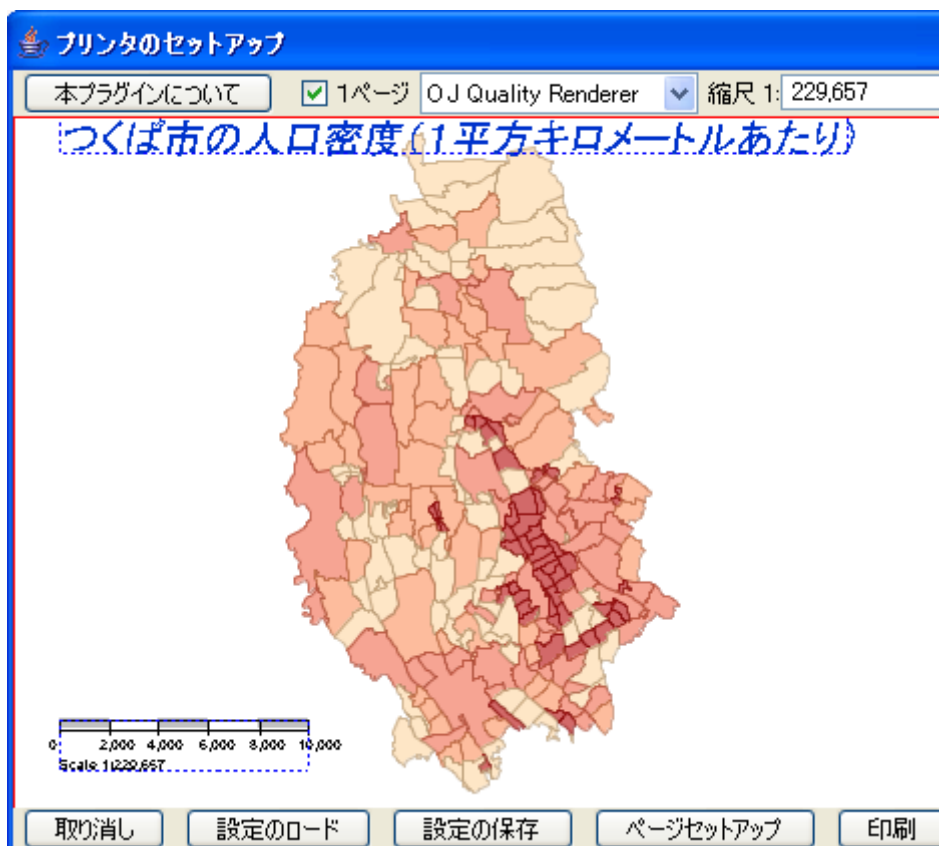 プリンタのセットアップ
本プラグインについて 1ページ OJ Quality Renderer 縮尺 1: 229,657
つくば市の人口密度(1平方キロメートルあたり)
0 2,000 4,000 6,000 8,000 10,000
Scale 1:229,657
取り消し 設定のロード 設定の保存 ページセットアップ 印刷